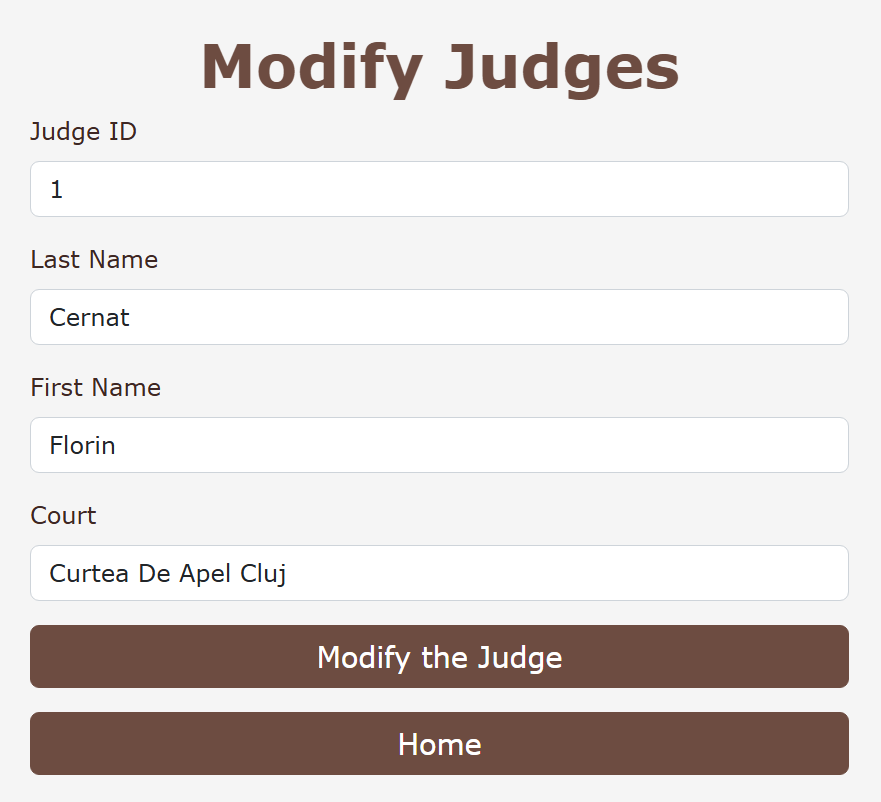 Modify Judges
Judge ID
1
Last Name
Cernat
First Name
Florin
Court
Curtea De Apel Cluj
Modify the Judge
Home